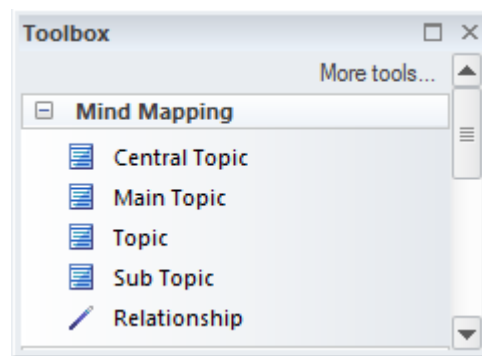 Toolbox
More tools...
Mind Mapping
Central Topic
Main Topic
Topic
Sub Topic
Relationship